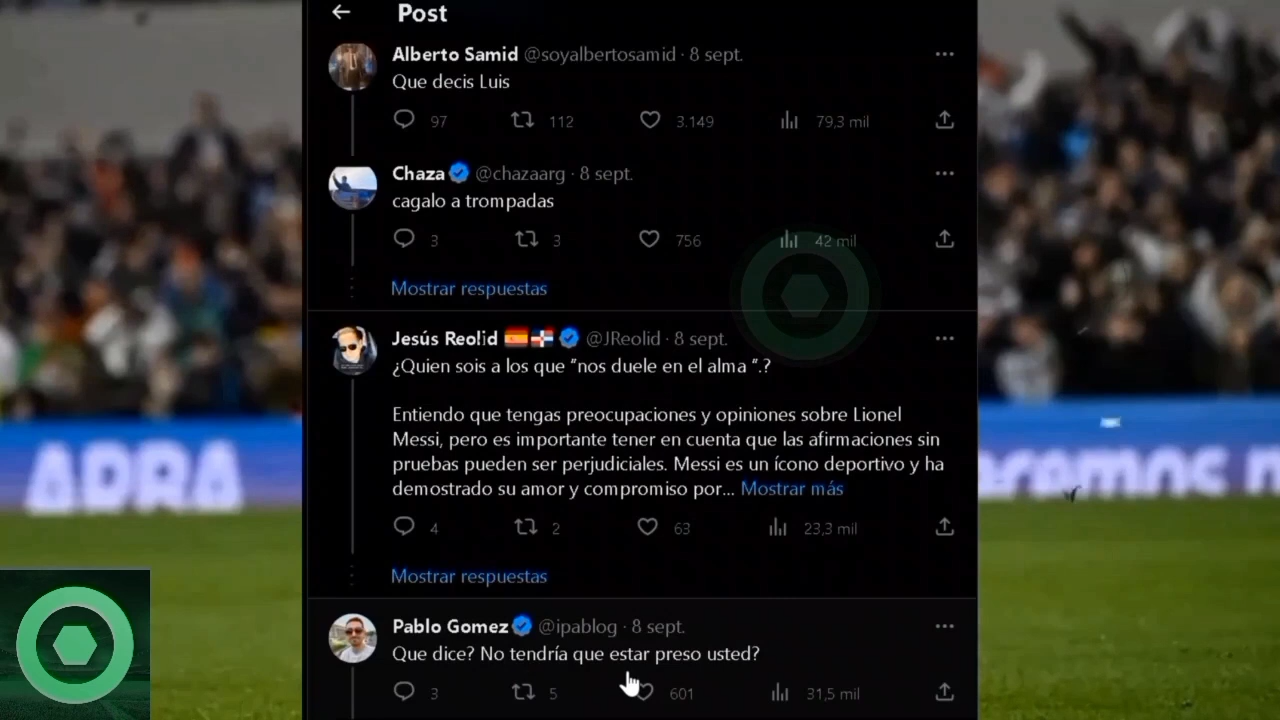 Post
Alberto Samid @soyalbertosamid · 8 sept.
Que decis Luis
97 112 3.149 79,3 mil
Chaza @chazaarg · 8 sept.
cagalo a trompadas
3 3 756 42 mil
Mostrar respuestas
Jesús Reolid @JReolid · 8 sept.
¿Quien sois a los que “nos duele en el alma “.?
Entiendo que tengas preocupaciones y opiniones sobre Lionel
Messi, pero es importante tener en cuenta que las afirmaciones sin
pruebas pueden ser perjudiciales. Messi es un ícono deportivo y ha
demostrado su amor y compromiso por... Mostrar más
4 2 63 23,3 mil
Mostrar respuestas
Pablo Gomez @ipablog · 8 sept.
Que dice? No tendría que estar preso usted?
3 5 601 31,5 mil